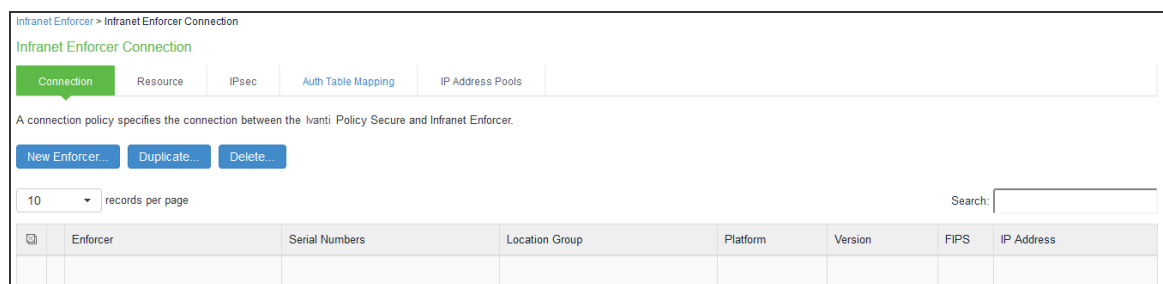 Infranet Enforcer > Infranet Enforcer Connection
Infranet Enforcer Connection
Connection Resource IPsec Auth Table Mapping IP Address Pools
A connection policy specifies the connection between the Ivanti Policy Secure and Infranet Enforcer.
New Enforcer... Duplicate... Delete...
10 records per page Search:
Enforcer Serial Numbers Location Group Platform Version FIPS IP Address